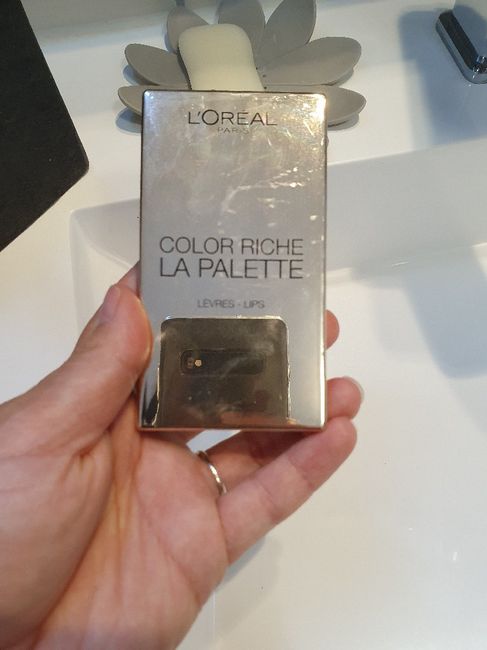 L'ORÉAL
PARIS
COLOR RICHE
LA PALETTE
LÈVRES - LIPS